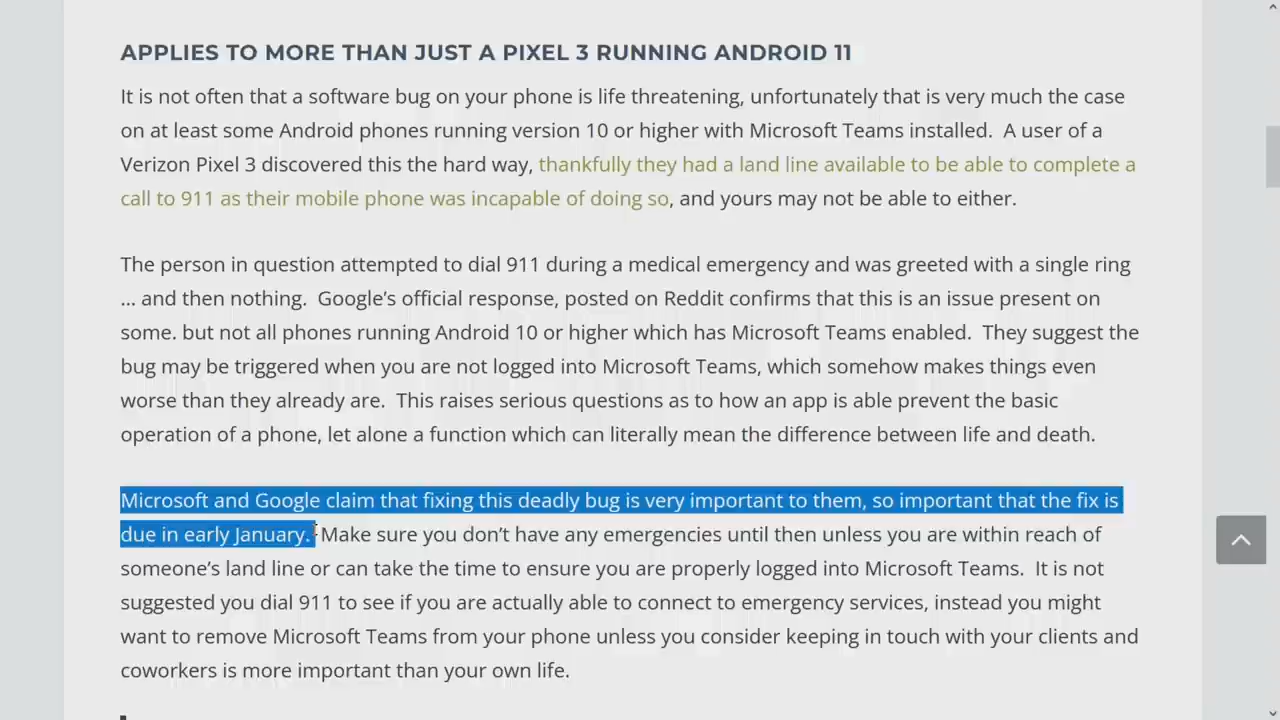 APPLIES TO MORE THAN JUST A PIXEL 3 RUNNING ANDROID 11
It is not often that a software bug on your phone is life threatening, unfortunately that is very much the case
on at least some Android phones running version 10 or higher with Microsoft Teams installed.  A user of a
Verizon Pixel 3 discovered this the hard way, thankfully they had a land line available to be able to complete a
call to 911 as their mobile phone was incapable of doing so, and yours may not be able to either.
The person in question attempted to dial 911 during a medical emergency and was greeted with a single ring
... and then nothing.  Google’s official response, posted on Reddit confirms that this is an issue present on
some. but not all phones running Android 10 or higher which has Microsoft Teams enabled.  They suggest the
bug may be triggered when you are not logged into Microsoft Teams, which somehow makes things even
worse than they already are.  This raises serious questions as to how an app is able prevent the basic
operation of a phone, let alone a function which can literally mean the difference between life and death.
Microsoft and Google claim that fixing this deadly bug is very important to them, so important that the fix is
due in early January.  Make sure you don’t have any emergencies until then unless you are within reach of
someone’s land line or can take the time to ensure you are properly logged into Microsoft Teams.  It is not
suggested you dial 911 to see if you are actually able to connect to emergency services, instead you might
want to remove Microsoft Teams from your phone unless you consider keeping in touch with your clients and
coworkers is more important than your own life.